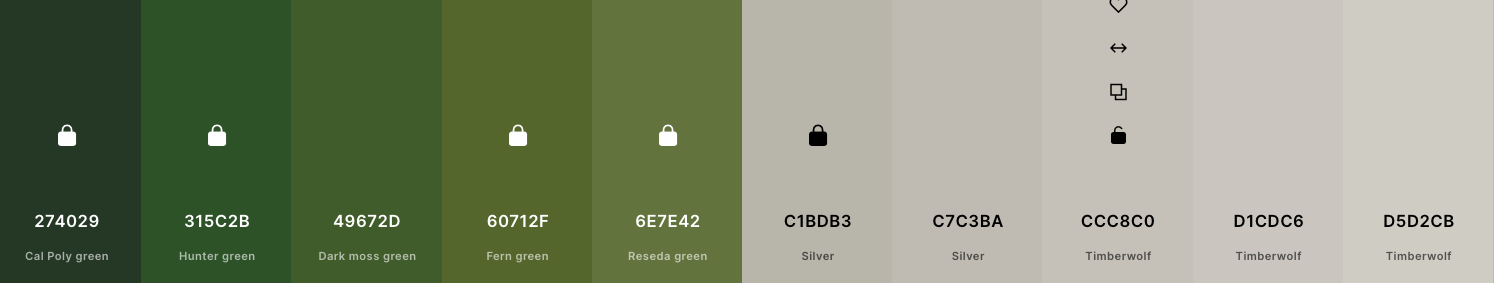 274029 315C2B 49672D 60712F 6E7E42 C1BDB3 C7C3BA CCC8C0 D1CDC6 D5D2CB
Cal Poly green Hunter green Dark moss green Fern green Reseda green Silver Silver Timberwolf Timberwolf Timberwolf